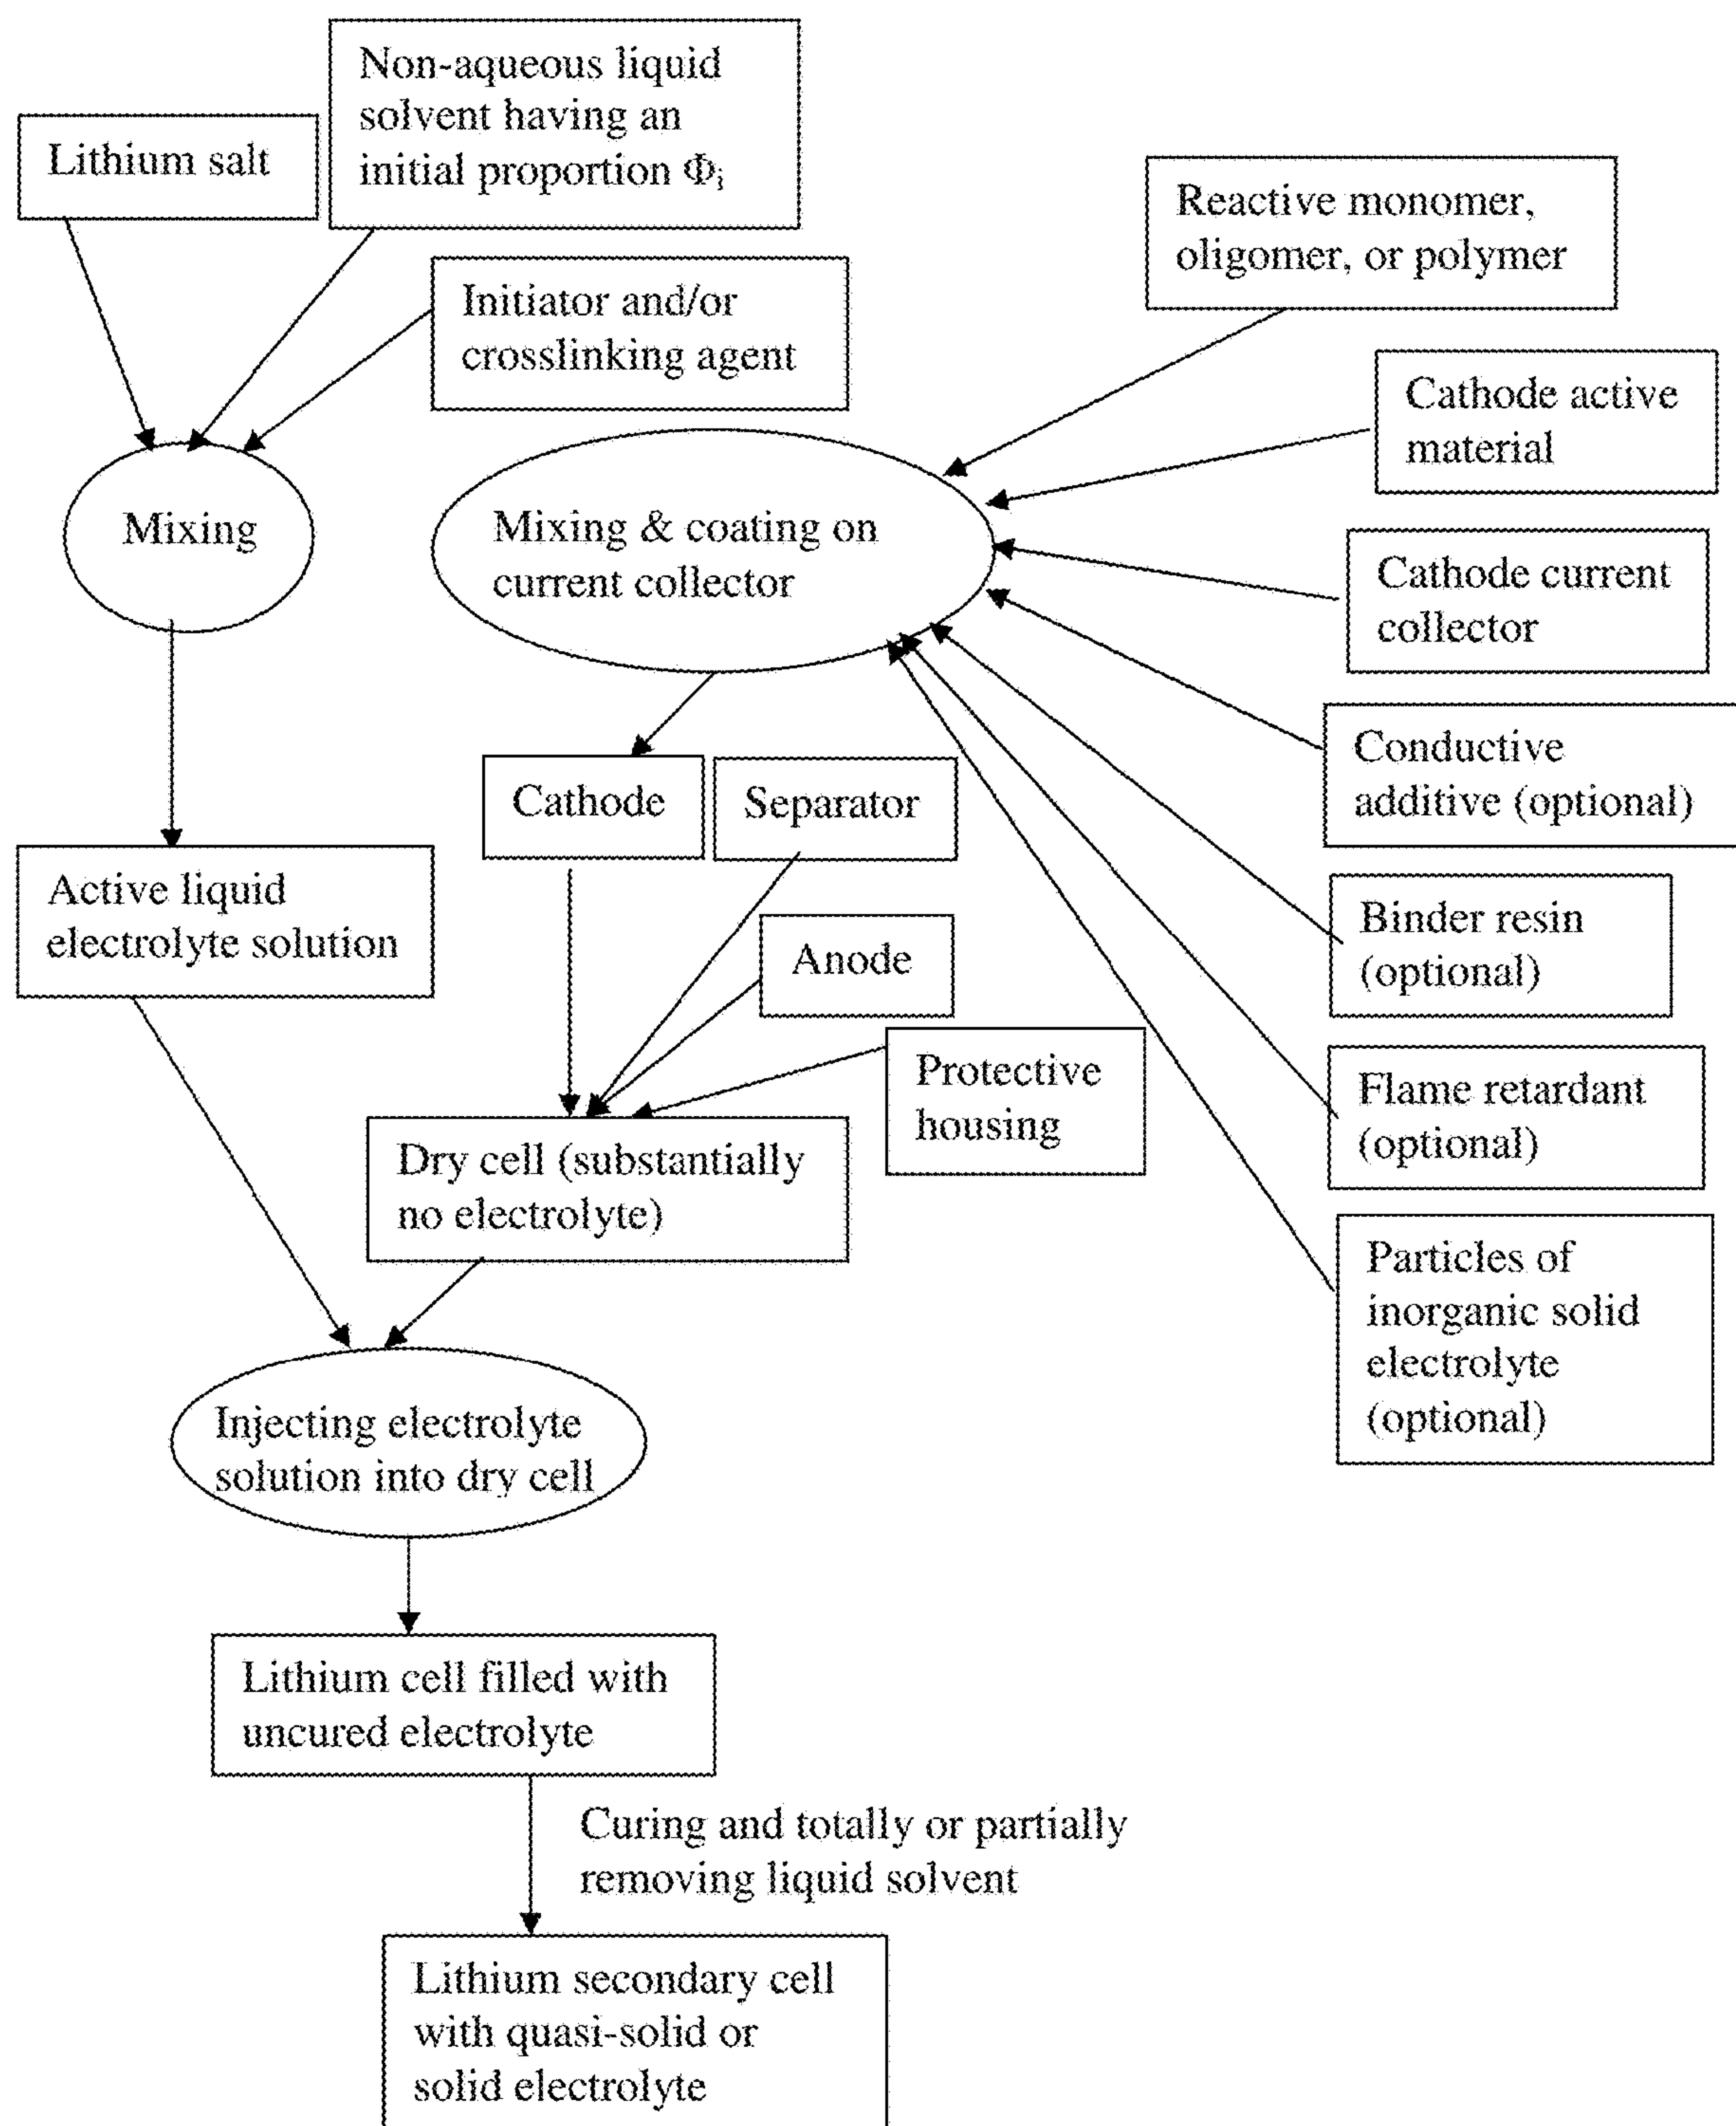 Non-aqueous liquid
solvent having an
initial proportion Φi
Lithium salt
Reactive monomer,
oligomer, or polymer
Initiator and/or
crosslinking agent
Cathode active
material
Mixing
Mixing & coating on
current collector
Cathode current
collector
Conductive
additive (optional)
Cathode
Separator
Active liquid
electrolyte solution
Binder resin
(optional)
Anode
Protective
housing
Flame retardant
(optional)
Dry cell (substantially
no electrolyte)
Particles of
inorganic solid
electrolyte
(optional)
Injecting electrolyte
solution into dry cell
Lithium cell filled with
uncured electrolyte
Curing and totally or partially
removing liquid solvent
Lithium secondary cell
with quasi-solid or
solid electrolyte